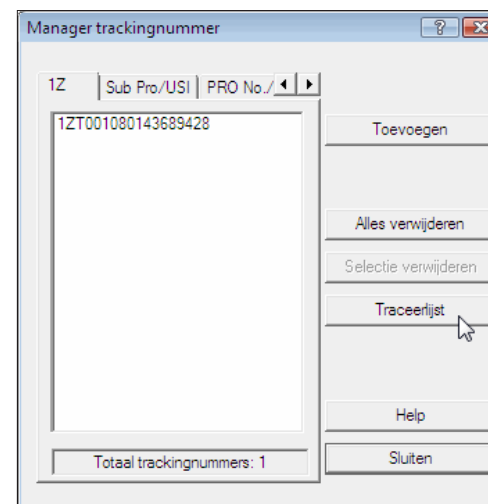 Manager trackingnummer
1Z
Sub Pro/USI
PRO No./
1ZT001080143689428
Toevoegen
Alles verwijderen
Selectie verwijderen
Traceerlijst
Help
Sluiten
Totaal trackingnummers: 1